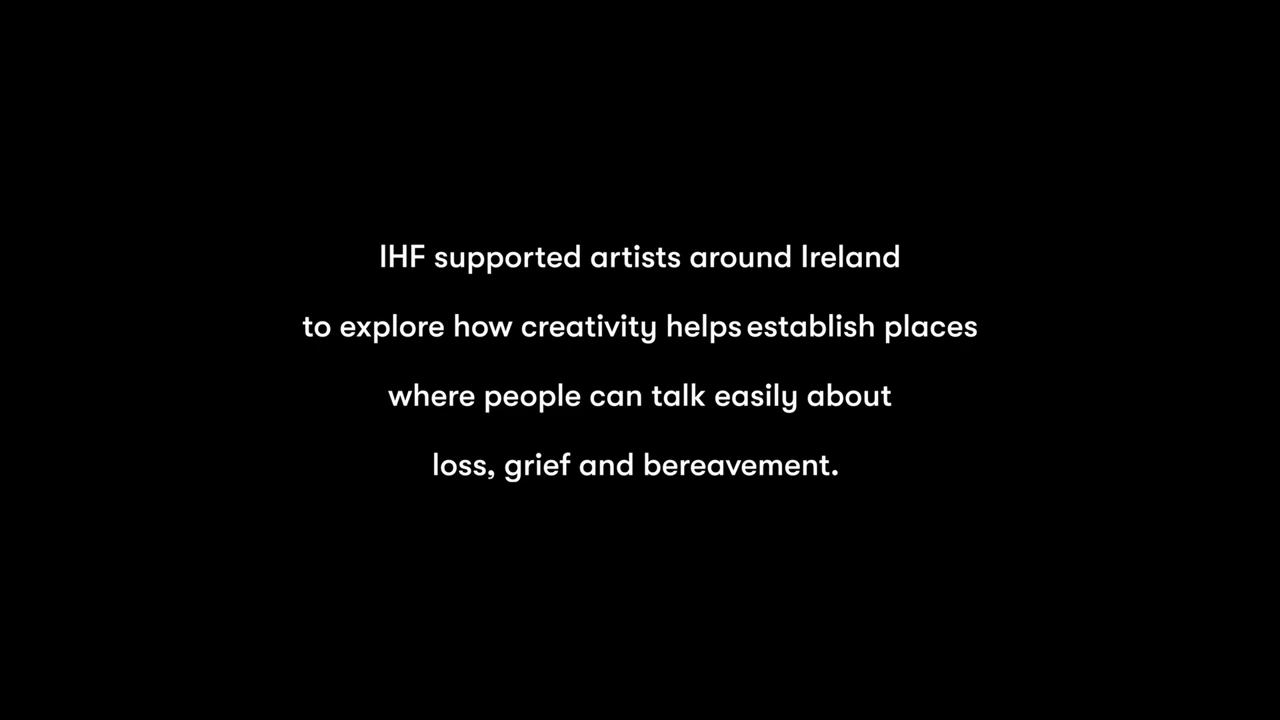 IHF supported artists around Ireland
to explore how creativity helps establish places
where people can talk easily about
loss, grief and bereavement.